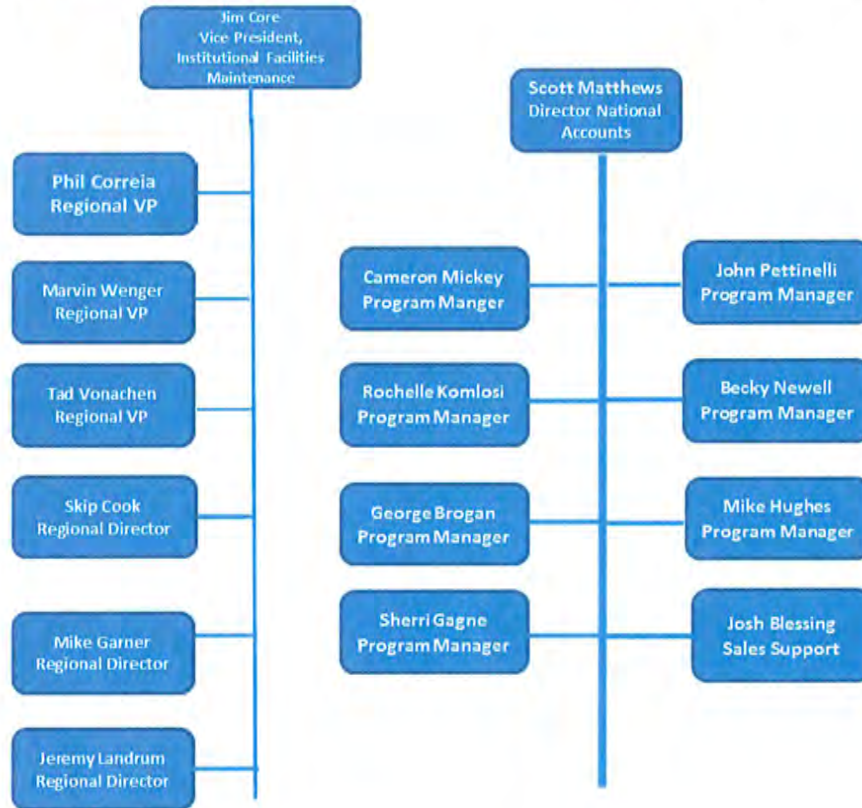 Jim Core
Vice President,
Institutional Facilities
Maintenance
Phil Correia
Regional VP
Marvin Wenger
Regional VP
Tad Vonachen
Regional VP
Skip Cook
Regional Director
Mike Garner
Regional Director
Jeremy Landrum
Regional Director
Scott Matthews
Director National
Accounts
Cameron Mickey
Program Manger
John Pettinelli
Program Manager
Rochelle Komlosi
Program Manager
Becky Newell
Program Manager
George Brogan
Program Manager
Mike Hughes
Program Manager
Sherri Gagne
Program Manager
Josh Blessing
Sales Support